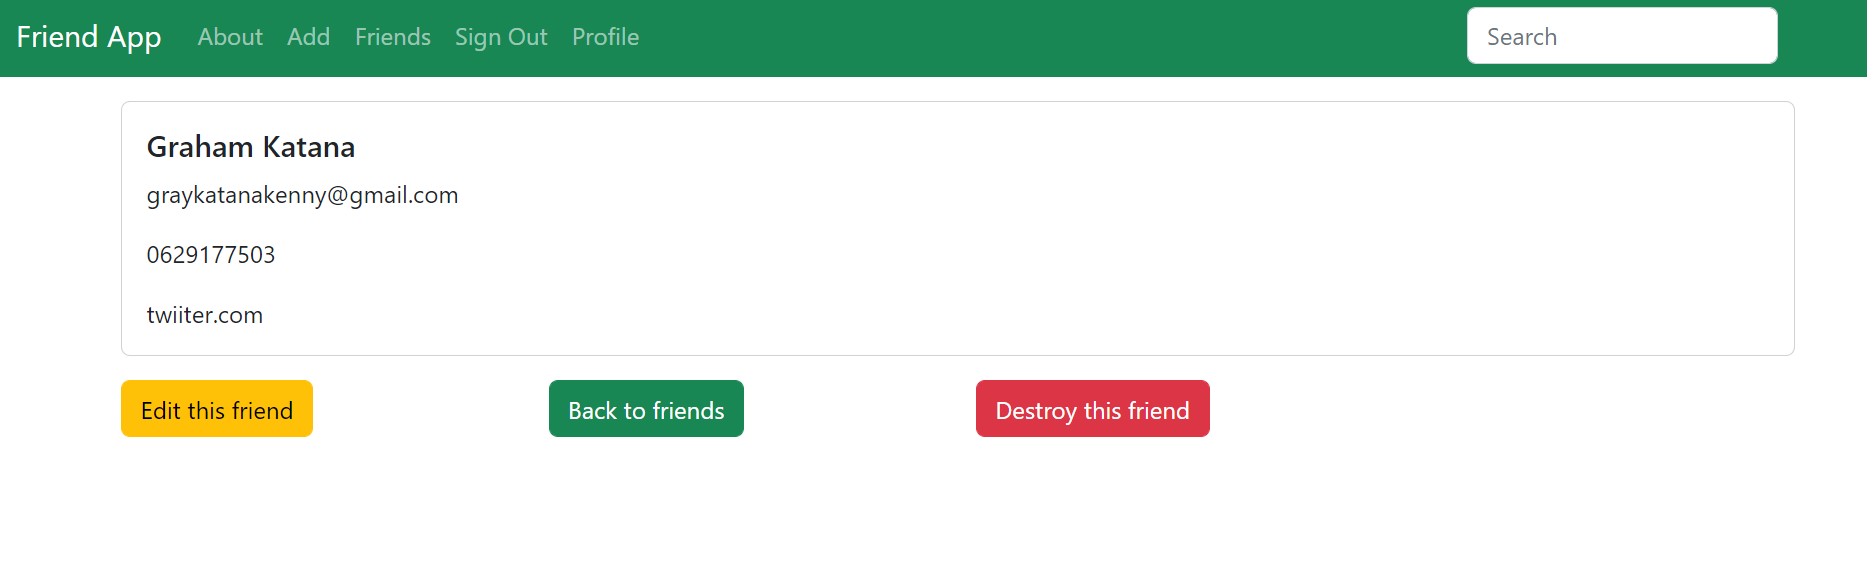 Friend App About Add Friends Sign Out Profile Search
Graham Katana
graykatanakenny@gmail.com
0629177503
twiiter.com
Edit this friend Back to friends Destroy this friend